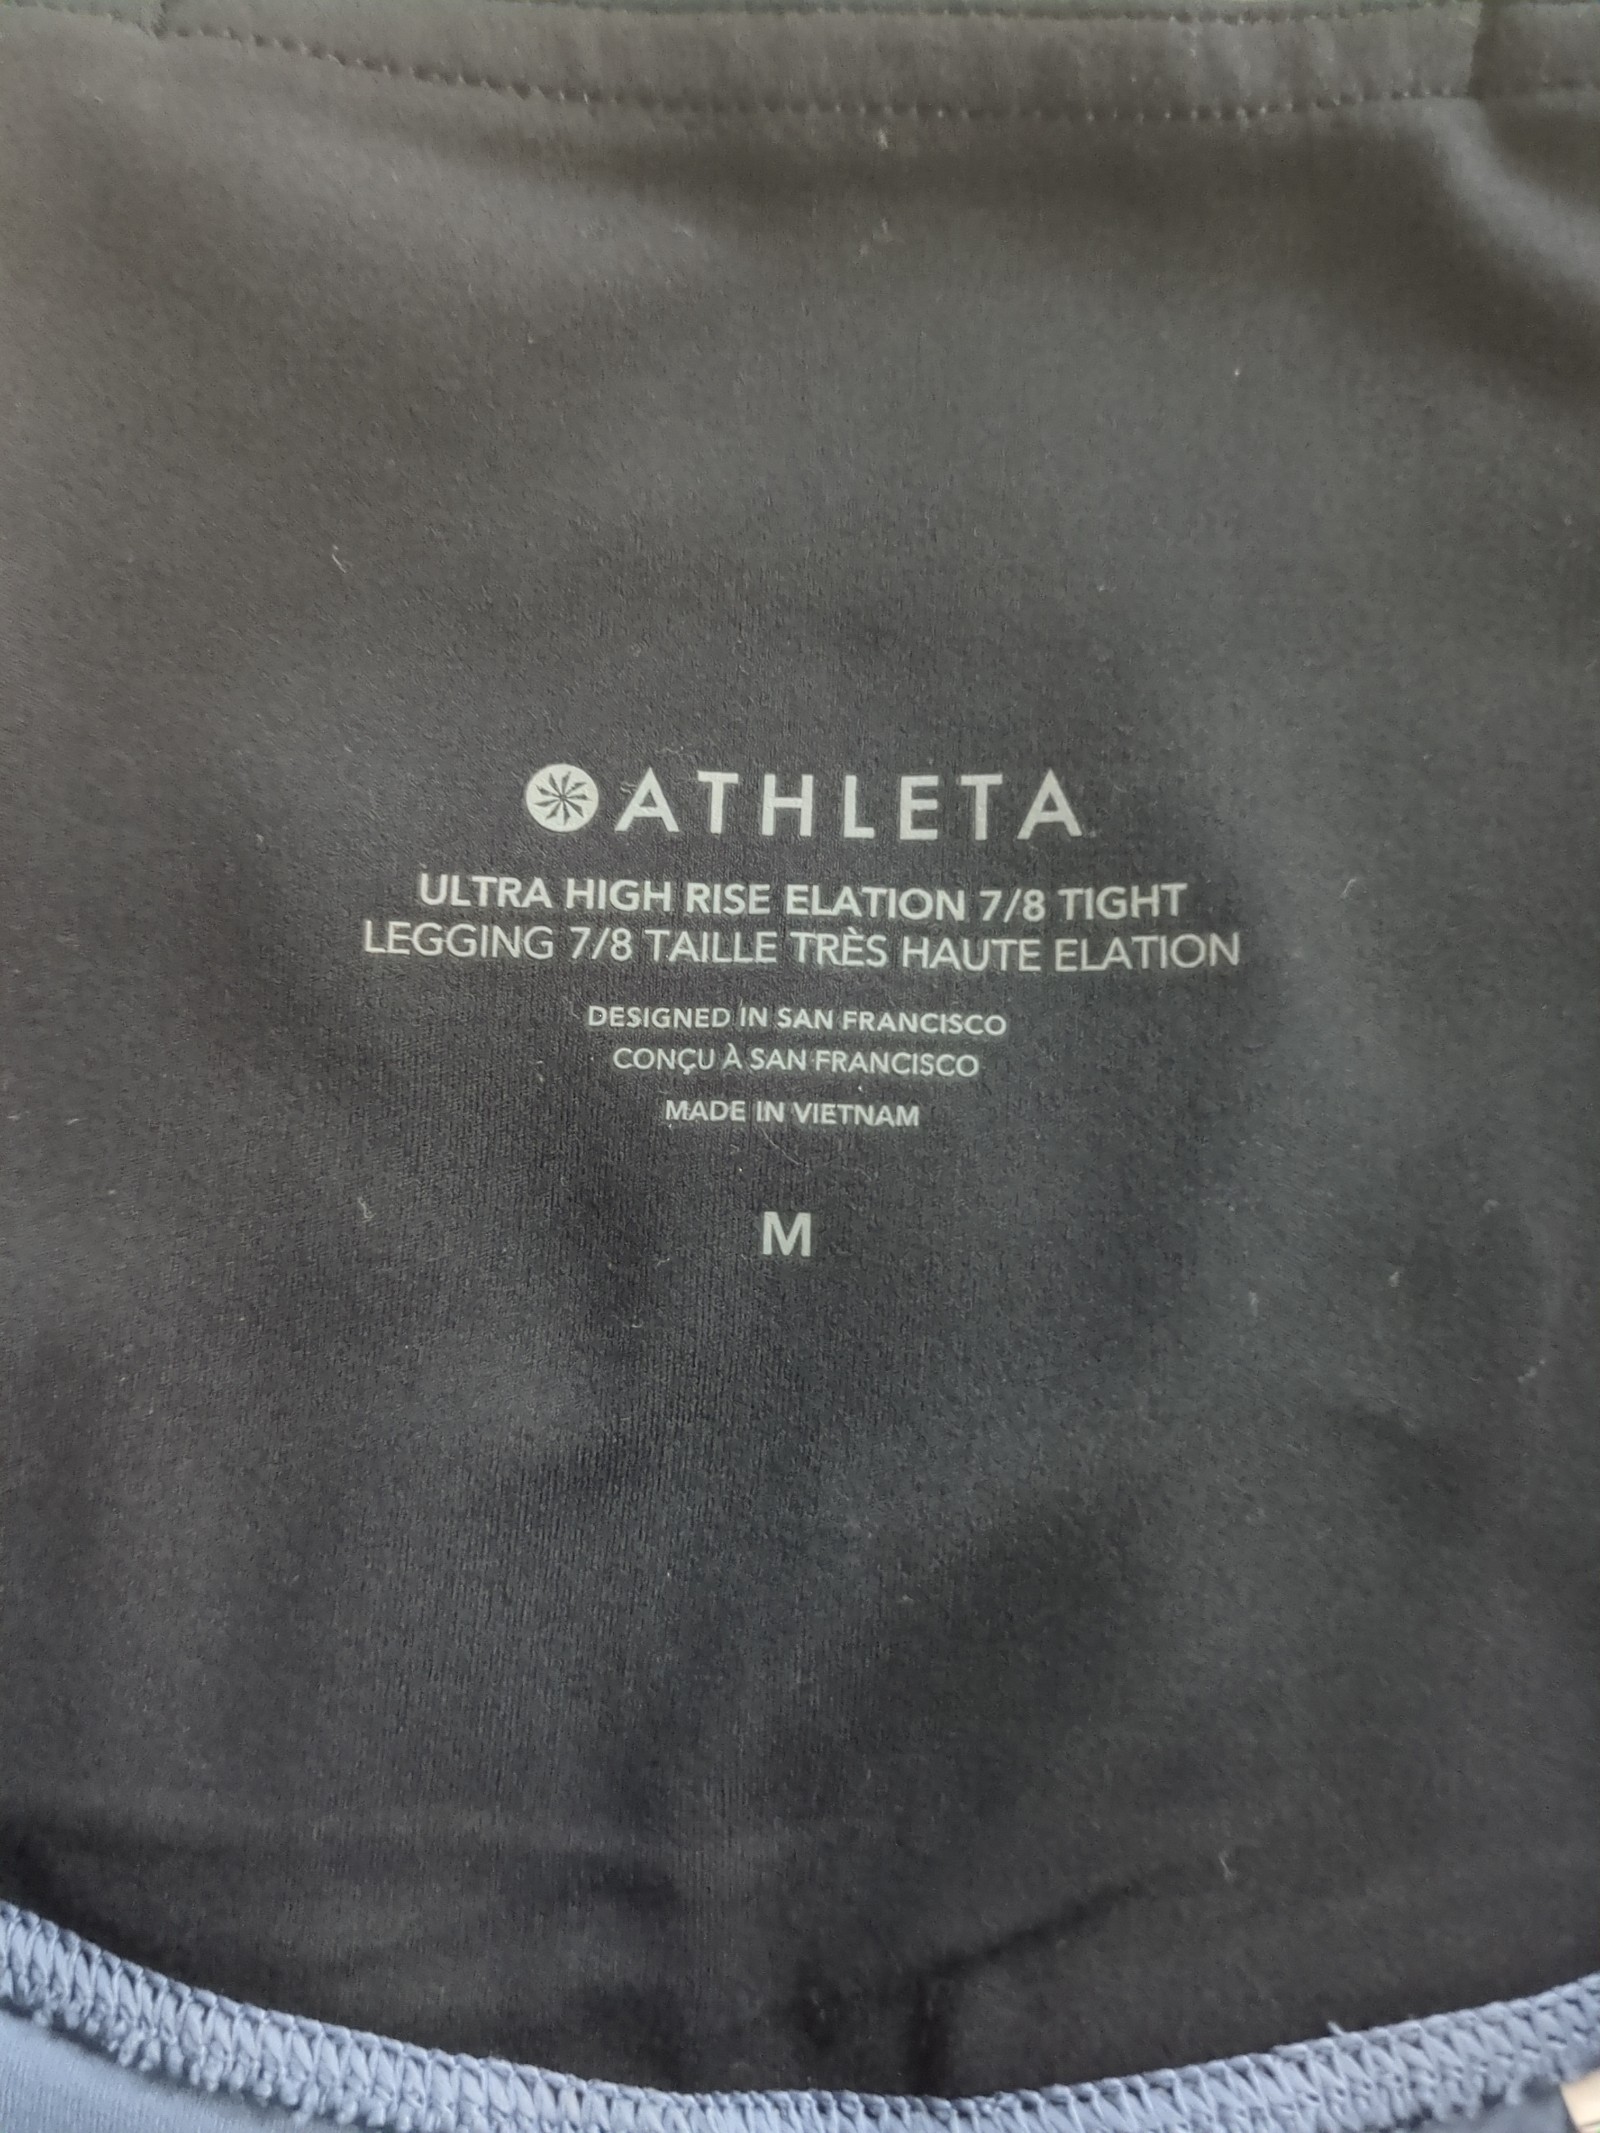 ATHLETA
ULTRA HIGH RISE ELATION 7/8 TIGHT
LEGGING 7/8 TAILLE TRÈS HAUTE ELATION
DESIGNED IN SAN FRANCISCO
CONÇU À SAN FRANCISCO
MADE IN VIETNAM
M